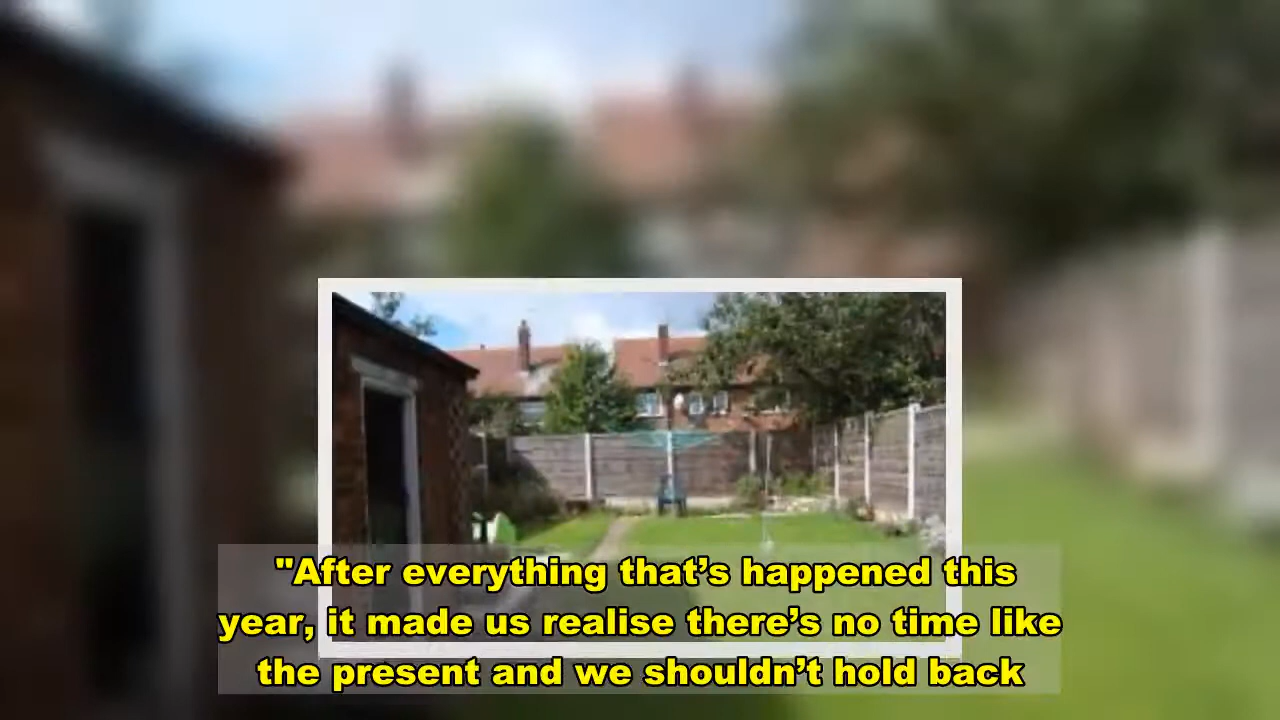 "After everything that’s happened this
year, it made us realise there’s no time like
the present and we shouldn’t hold back